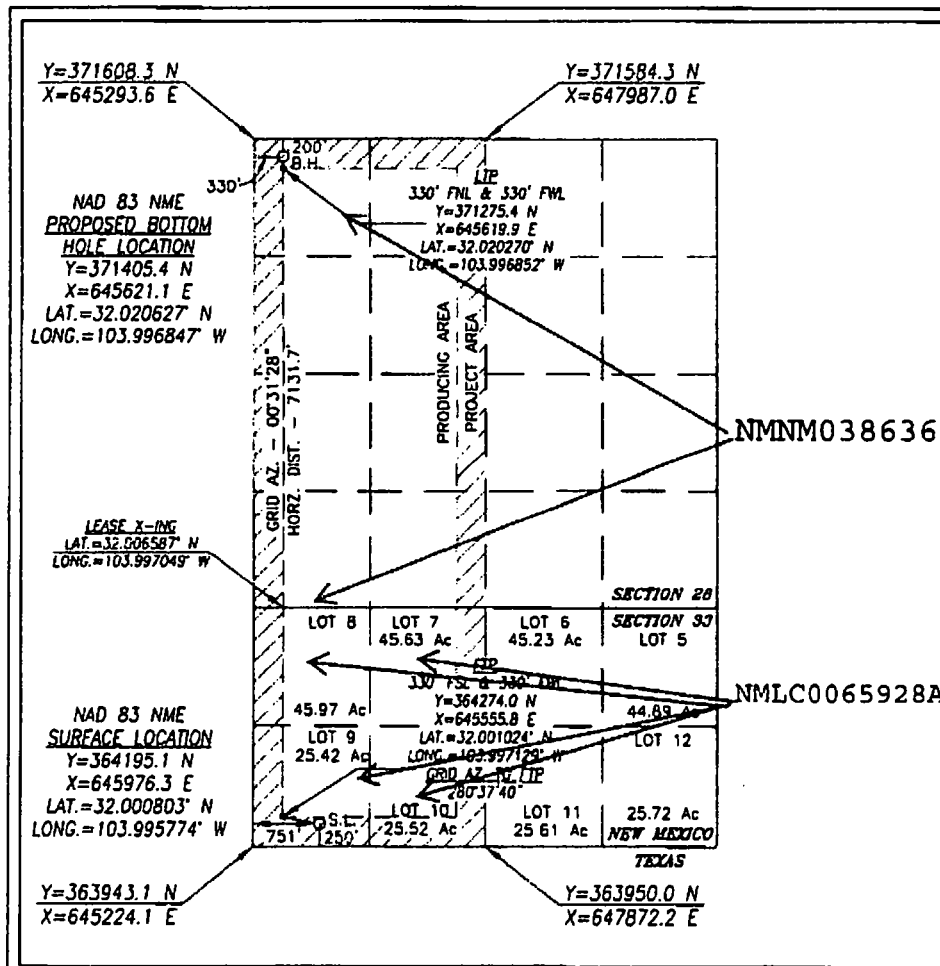 Y=371608.3 N
X=645293.6 E
Y=371584.3 N
X=647987.0 E
200'
B.H.
330'
LTP
330' FNL & 330' FWL
Y=371275.4 N
X=645619.9 E
LAT.=32.020270° N
LONG.=103.996852° W
NAD 83 NME
PROPOSED BOTTOM
HOLE LOCATION
Y=371405.4 N
X=645621.1 E
LAT.=32.020627° N
LONG.=103.996847° W
GRID AZ. - 00°31'28"
HORZ. DIST. - 7131.7'
PRODUCING AREA
PROJECT AREA
NMNM038636
LEASE X-ING
LAT.=32.006587° N
LONG.=103.997049° W
SECTION 28
SECTION 33
LOT 8
LOT 7
45.63 Ac
LOT 6
45.23 Ac
LOT 5
FTP
330' FSL & 330'
Y=364274.0 N
X=645555.8 E
LAT.=32.001024° N
LONG.=103.997129° W
GRID AZ. TO FTP
280°37'40"
NMLC0065928A
45.97 Ac
44.89
LOT 9
25.42 Ac
LOT 12
25.72 Ac
NAD 83 NME
SURFACE LOCATION
Y=364195.1 N
X=645976.3 E
LAT.=32.000803° N
LONG.=103.995774° W
LOT 10
25.52 Ac
LOT 11
25.61 Ac
S.L.
751'
250'
NEW MEXICO
TEXAS
Y=363943.1 N
X=645224.1 E
Y=363950.0 N
X=647872.2 E